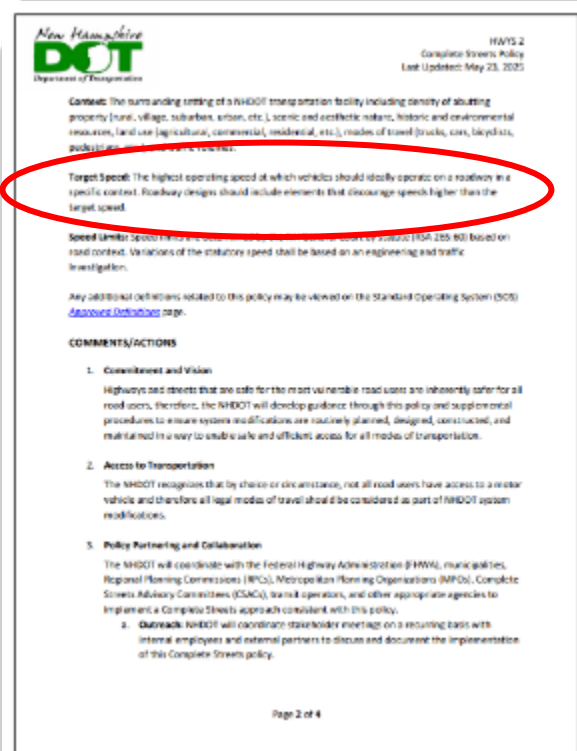 New Hampshire
DOT
Department of Transportation
HWYS 2
Complete Streets Policy
Last Updated: May 23, 2025
Context: The surrounding setting of a NHDOT transportation facility including density of abutting
property (rural, village, suburban, urban, etc.), scenic and aesthetic nature, historic and environmental
resources, land use (agricultural, commercial, residential, etc.), modes of travel (trucks, cars, bicyclists,
pedestrians, and traffic volumes.
Target Speed: The highest operating speed at which vehicles should ideally operate on a roadway in a
specific context. Roadway designs should include elements that discourage speeds higher than the
target speed.
Speed Limits: Speed limits are by statute (RSA 265:60) based on
road context. Variations of the statutory speed shall be based on an engineering and traffic
investigation.
Any additional definitions related to this policy may be viewed on the Standard Operating System (SOS)
Approved Definitions page.
COMMENTS/ACTIONS
1. Commitment and Vision
Highways and streets that are safe for the most vulnerable road users are inherently safer for all
road users, therefore, the NHDOT will develop guidance through this policy and supplemental
procedures to ensure system modifications are routinely planned, designed, constructed, and
maintained in a way to enable safe and efficient access for all modes of transportation.
2. Access to Transportation
The NHDOT recognizes that by choice or circumstance, not all road users have access to a motor
vehicle and therefore all legal modes of travel should be considered as part of NHDOT system
modifications.
3. Policy Partnering and Collaboration
The NHDOT will coordinate with the Federal Highway Administration (FHWA), municipalities,
Regional Planning Commissions (RPCs), Metropolitan Planning Organizations (MPOs), Complete
Streets Advisory Committees (CSACs), transit operators, and other appropriate agencies to
implement a Complete Streets approach consistent with this policy.
a. Outreach: NHDOT will coordinate stakeholder meetings on a recurring basis with
internal employees and external partners to discuss and document the implementation
of this Complete Streets policy.
Page 2 of 4